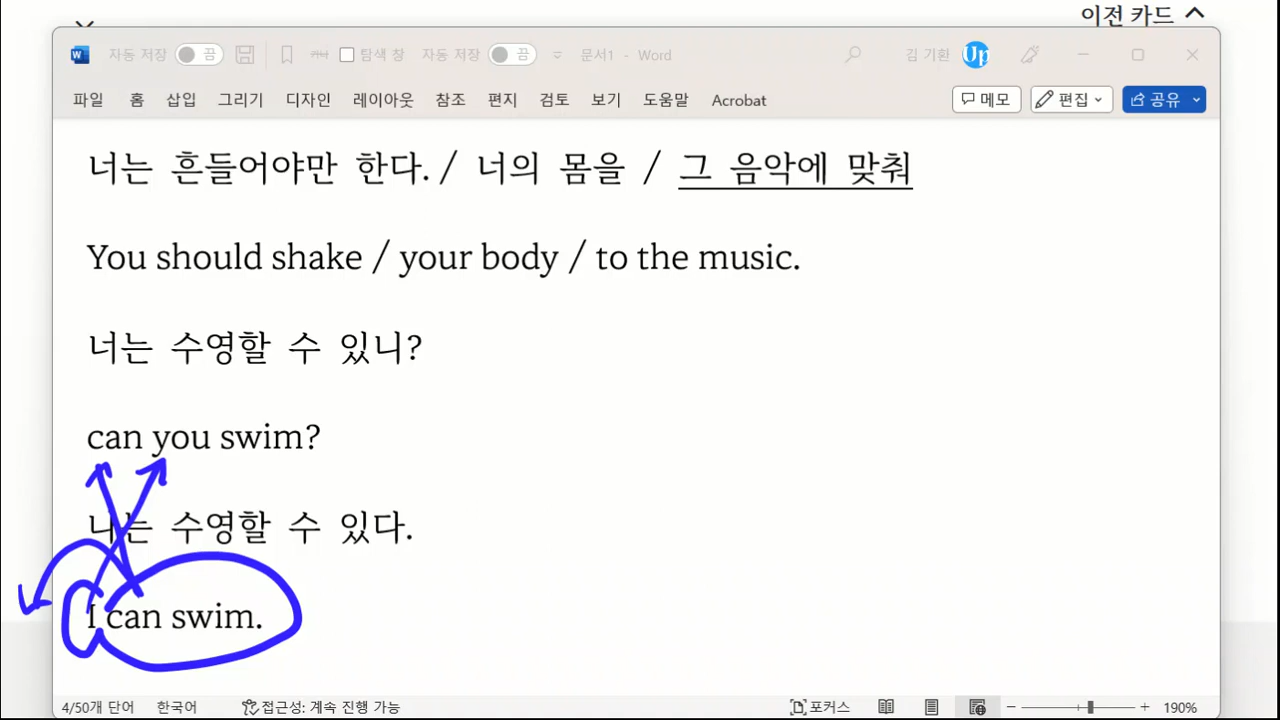 이전 카드
자동 저장 끔 가나 탐색 창 자동 저장 끔 문서1 - Word 김 기환 Up
파일 홈 삽입 그리기 디자인 레이아웃 참조 편지 검토 보기 도움말 Acrobat 메모 편집 공유
너는 흔들어야만 한다. / 너의 몸을 / 그 음악에 맞춰
You should shake / your body / to the music.
너는 수영할 수 있니?
can you swim?
나는 수영할 수 있다.
I can swim.
4/50개 단어 한국어 접근성: 계속 진행 가능 포커스 190%